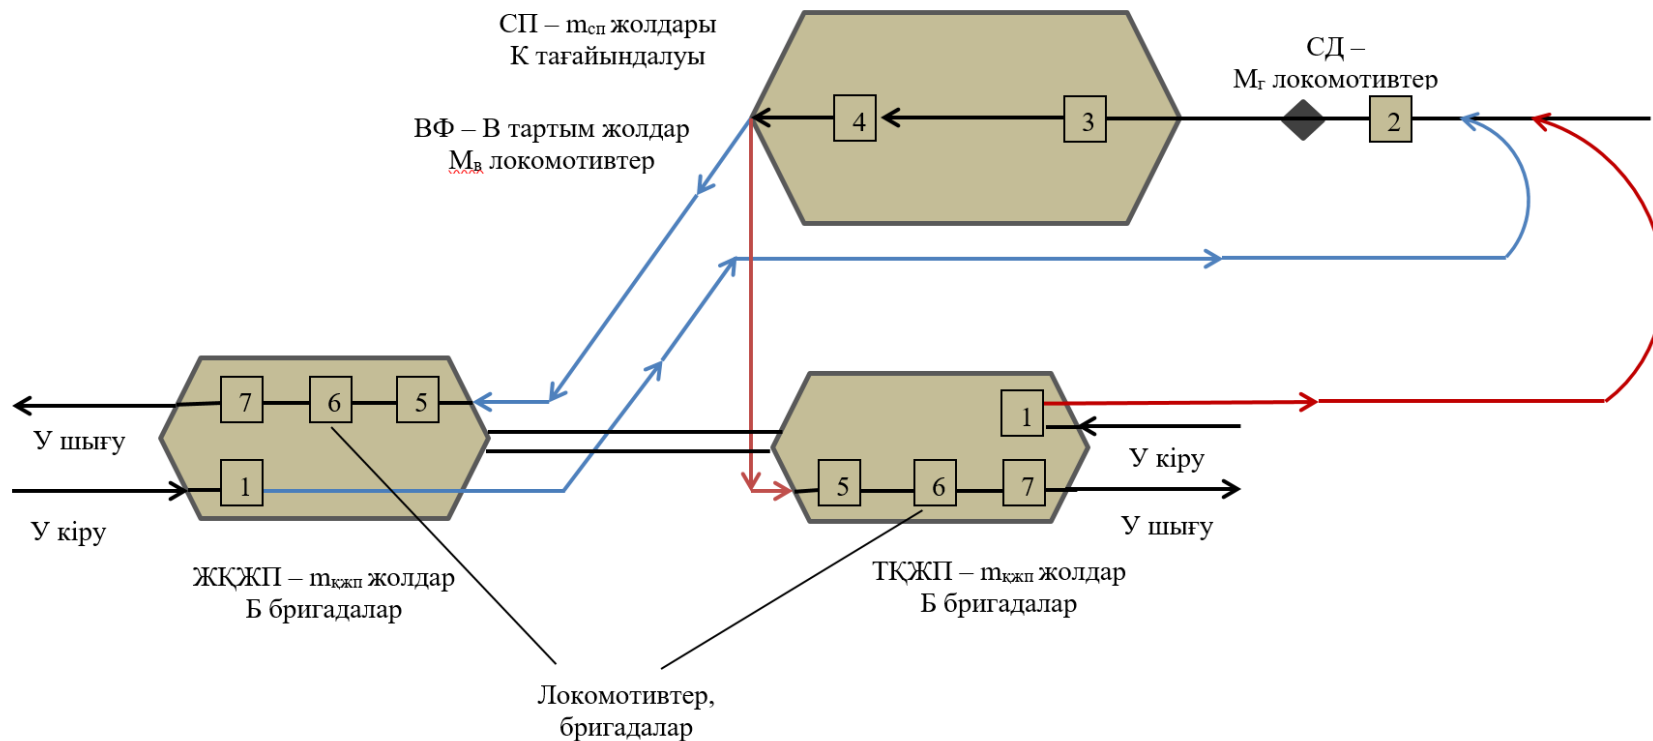 СП – mсп жолдары
К тағайындалуы
СД –
Мг локомотивтер
ВФ – В тартым жолдар
Мв локомотивтер
4
3
2
7
6
5
1
У шығу
У кіру
1
У кіру
5
6
7
У шығу
ЖҚЖП – mқжп жолдар
Б бригадалар
ТҚЖП – mқжп жолдар
Б бригадалар
Локомотивтер,
бригадалар